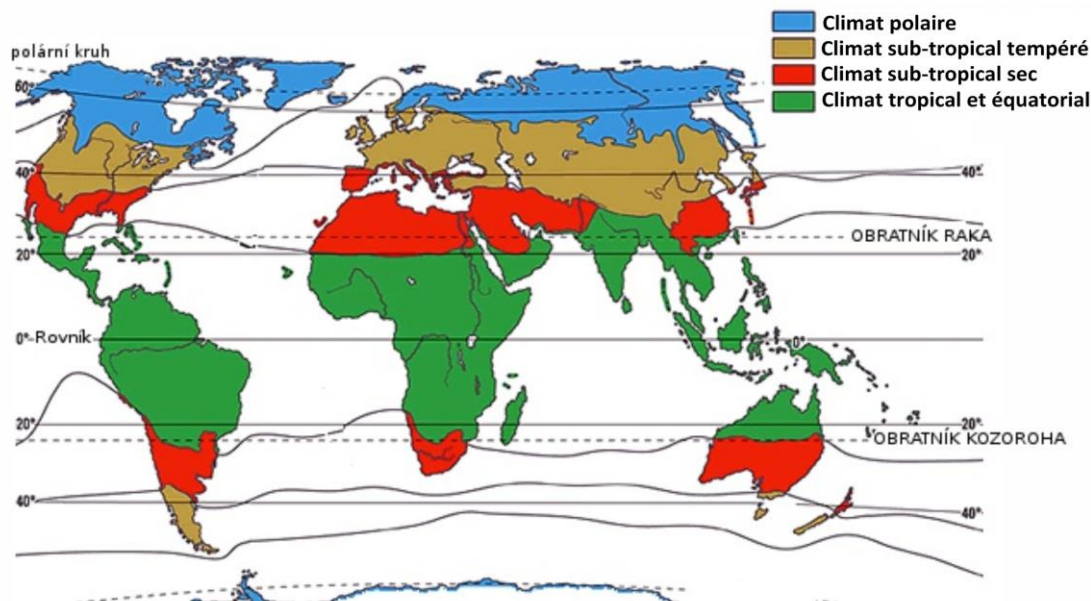 Climat polaire
Climat sub-tropical tempéré
Climat sub-tropical sec
Climat tropical et équatorial
polární kruh
60°
40°
40°
OBRATNÍK RAKA
20°
20°
0°
Rovník
0°
20°
20°
OBRATNÍK KOZOROHA
40°
40°